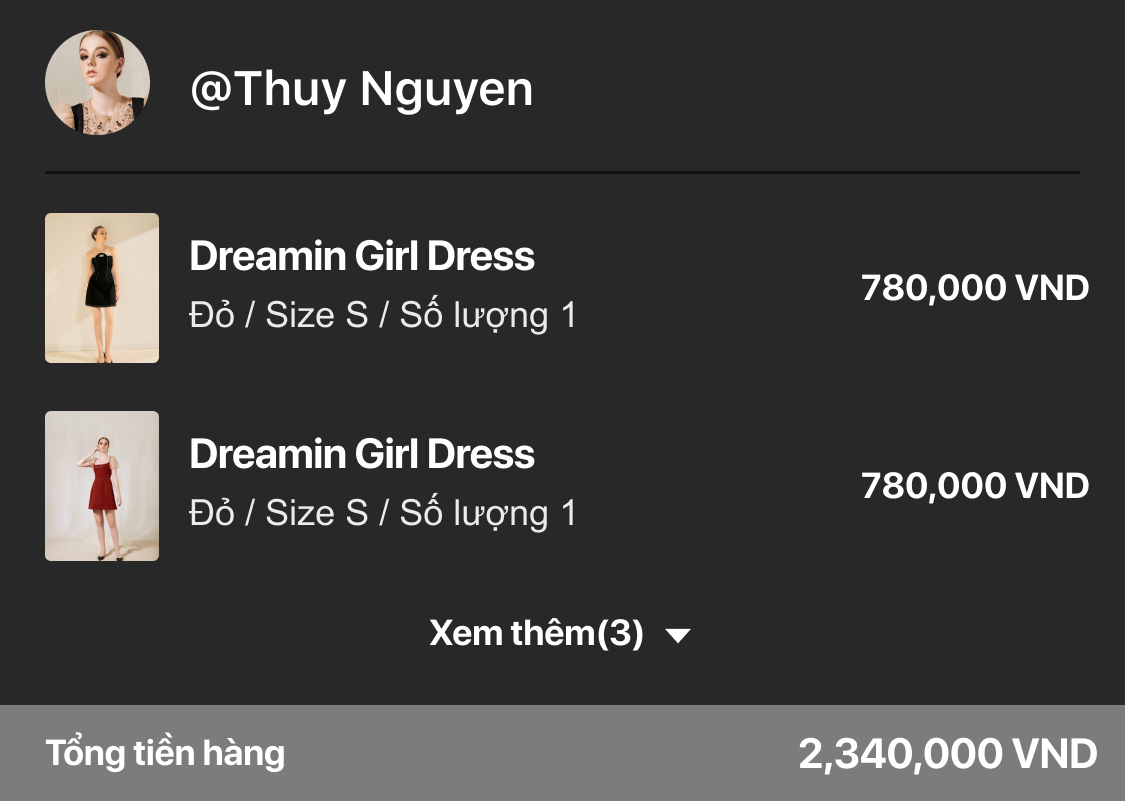 @Thuy Nguyen
Dreamin Girl Dress
Đỏ / Size S / Số lượng 1
780,000 VND
Dreamin Girl Dress
Đỏ / Size S / Số lượng 1
780,000 VND
Xem thêm(3)
Tổng tiền hàng
2,340,000 VND